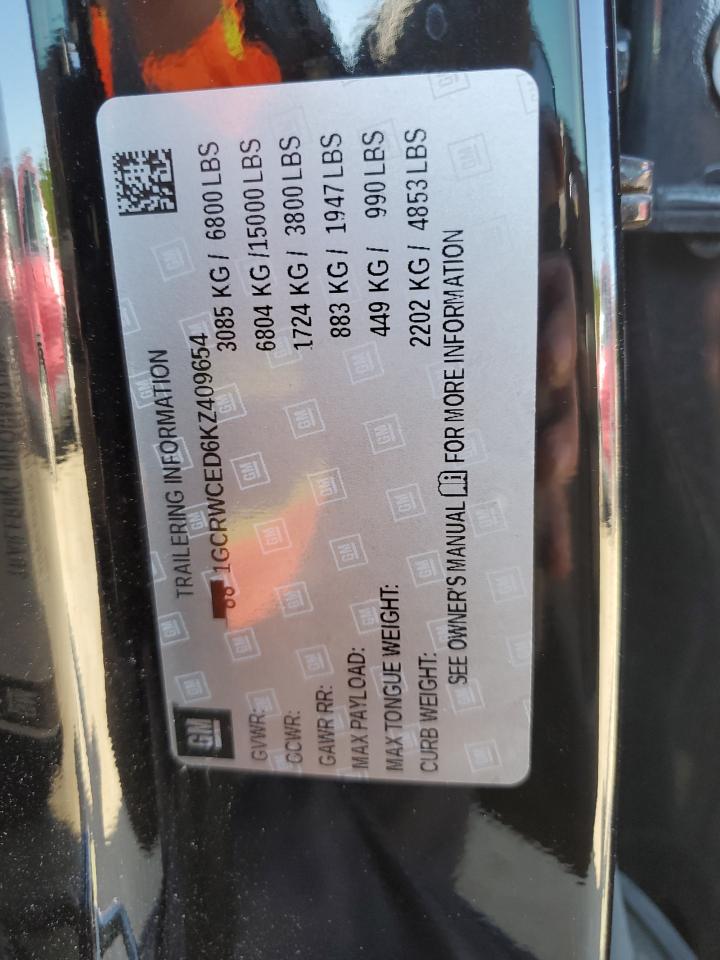 GM TRAILERING INFORMATION
1GCRWCED6KZ409654
GVWR: 3085 KG / 6800 LBS
GCWR: 6804 KG /15000 LBS
GAWR RR: 1724 KG / 3800 LBS
MAX PAYLOAD: 883 KG / 1947 LBS
MAX TONGUE WEIGHT: 449 KG / 990 LBS
CURB WEIGHT: 2202 KG / 4853 LBS
SEE OWNER'S MANUAL FOR MORE INFORMATION